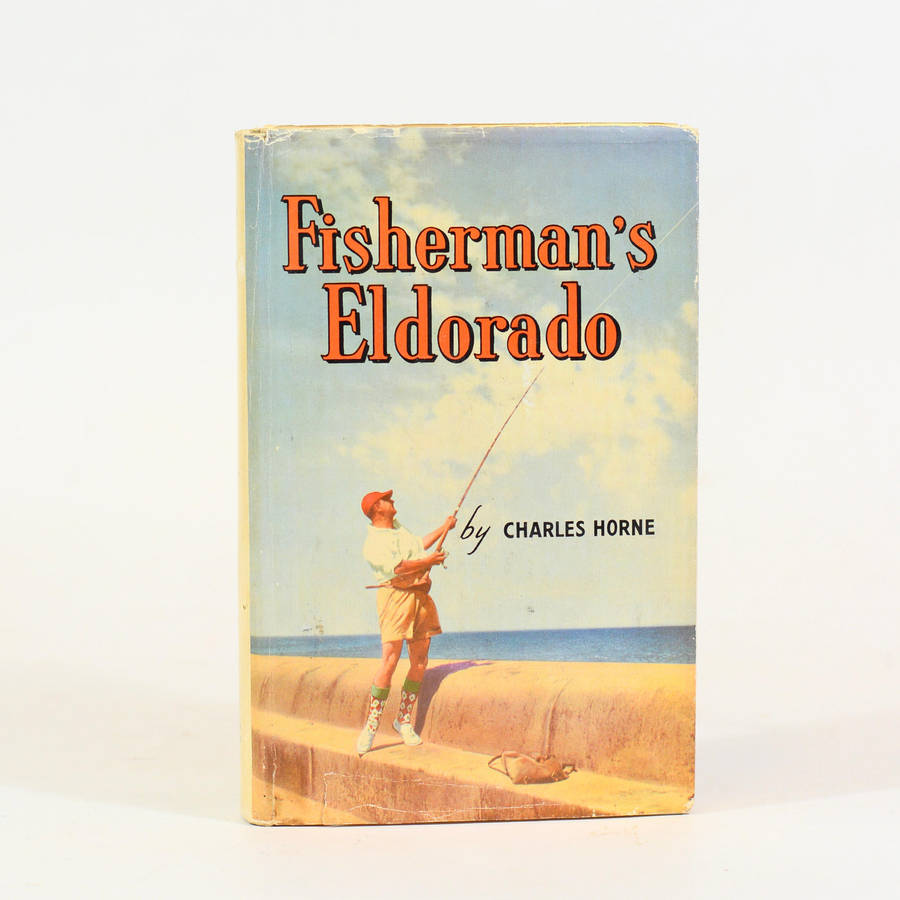 Fisherman's
Eldorado
by CHARLES HORNE